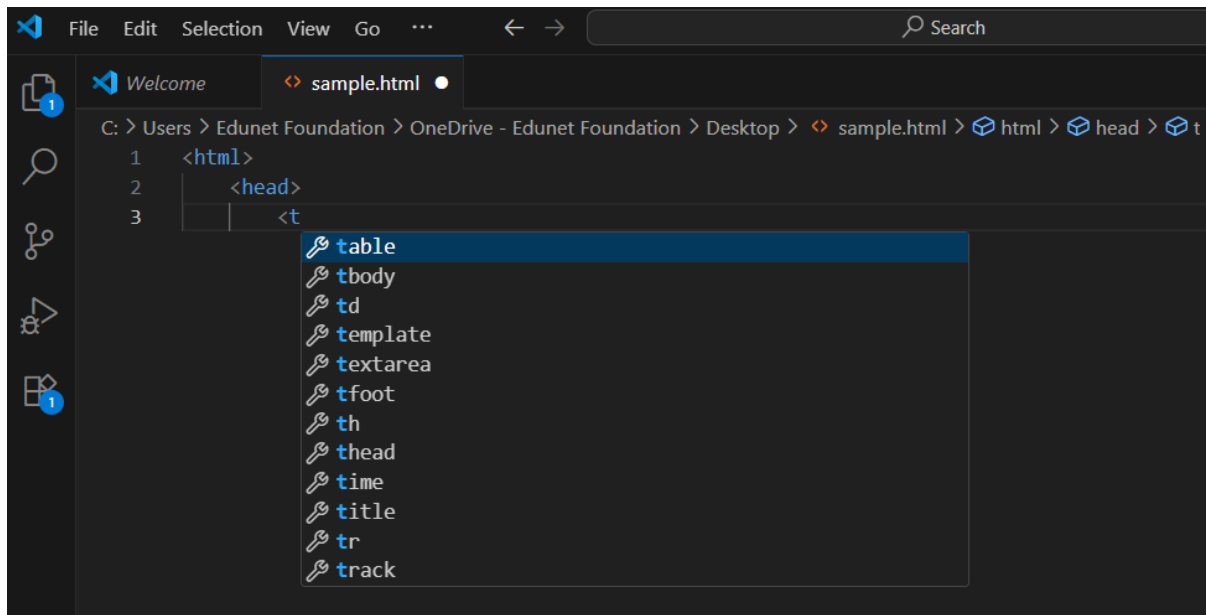 File Edit Selection View Go ··· Search
Welcome sample.html
C: > Users > Edunet Foundation > OneDrive - Edunet Foundation > Desktop > <> sample.html > html > head > t
1 <html>
2 <head>
3 <t
table
tbody
td
template
textarea
tfoot
th
thead
time
title
tr
track
1
1